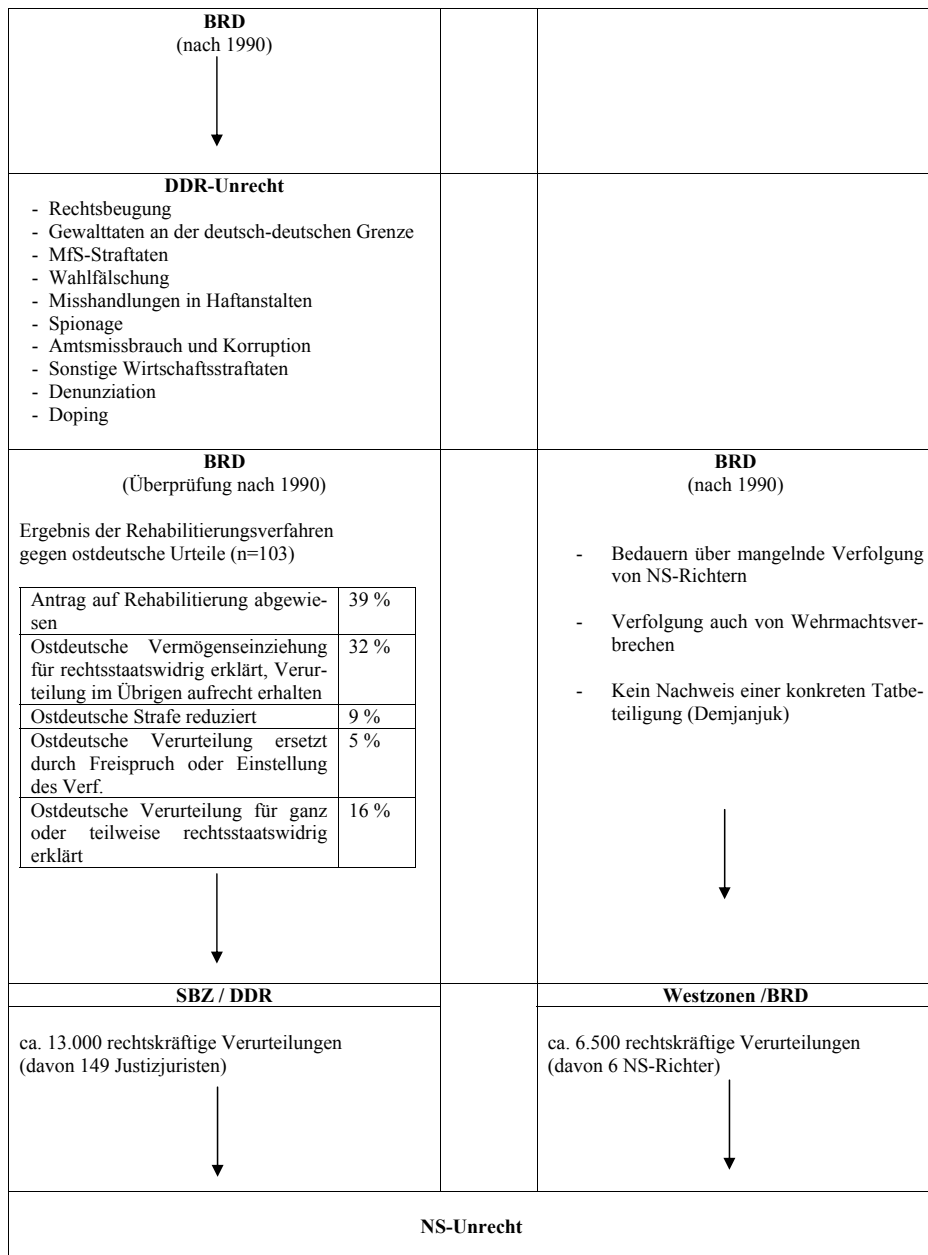 BRD
(nach 1990)
DDR-Unrecht
- Rechtsbeugung
- Gewalttaten an der deutsch-deutschen Grenze
- MfS-Straftaten
- Wahlfälschung
- Misshandlungen in Haftanstalten
- Spionage
- Amtsmissbrauch und Korruption
- Sonstige Wirtschaftsstraftaten
- Denunziation
- Doping
BRD
(Überprüfung nach 1990)
Ergebnis der Rehabilitierungsverfahren
gegen ostdeutsche Urteile (n=103)
Antrag auf Rehabilitierung abgewie- 39 %
sen
Ostdeutsche Vermögenseinziehung 32 %
für rechtsstaatswidrig erklärt, Verur-
teilung im Übrigen aufrecht erhalten
Ostdeutsche Strafe reduziert 9 %
Ostdeutsche Verurteilung ersetzt 5 %
durch Freispruch oder Einstellung
des Verf.
Ostdeutsche Verurteilung für ganz 16 %
oder teilweise rechtsstaatswidrig
erklärt
BRD
(nach 1990)
- Bedauern über mangelnde Verfolgung
von NS-Richtern
- Verfolgung auch von Wehrmachtsver-
brechen
- Kein Nachweis einer konkreten Tatbe-
teiligung (Demjanjuk)
SBZ / DDR
ca. 13.000 rechtskräftige Verurteilungen
(davon 149 Justizjuristen)
Westzonen /BRD
ca. 6.500 rechtskräftige Verurteilungen
(davon 6 NS-Richter)
NS-Unrecht